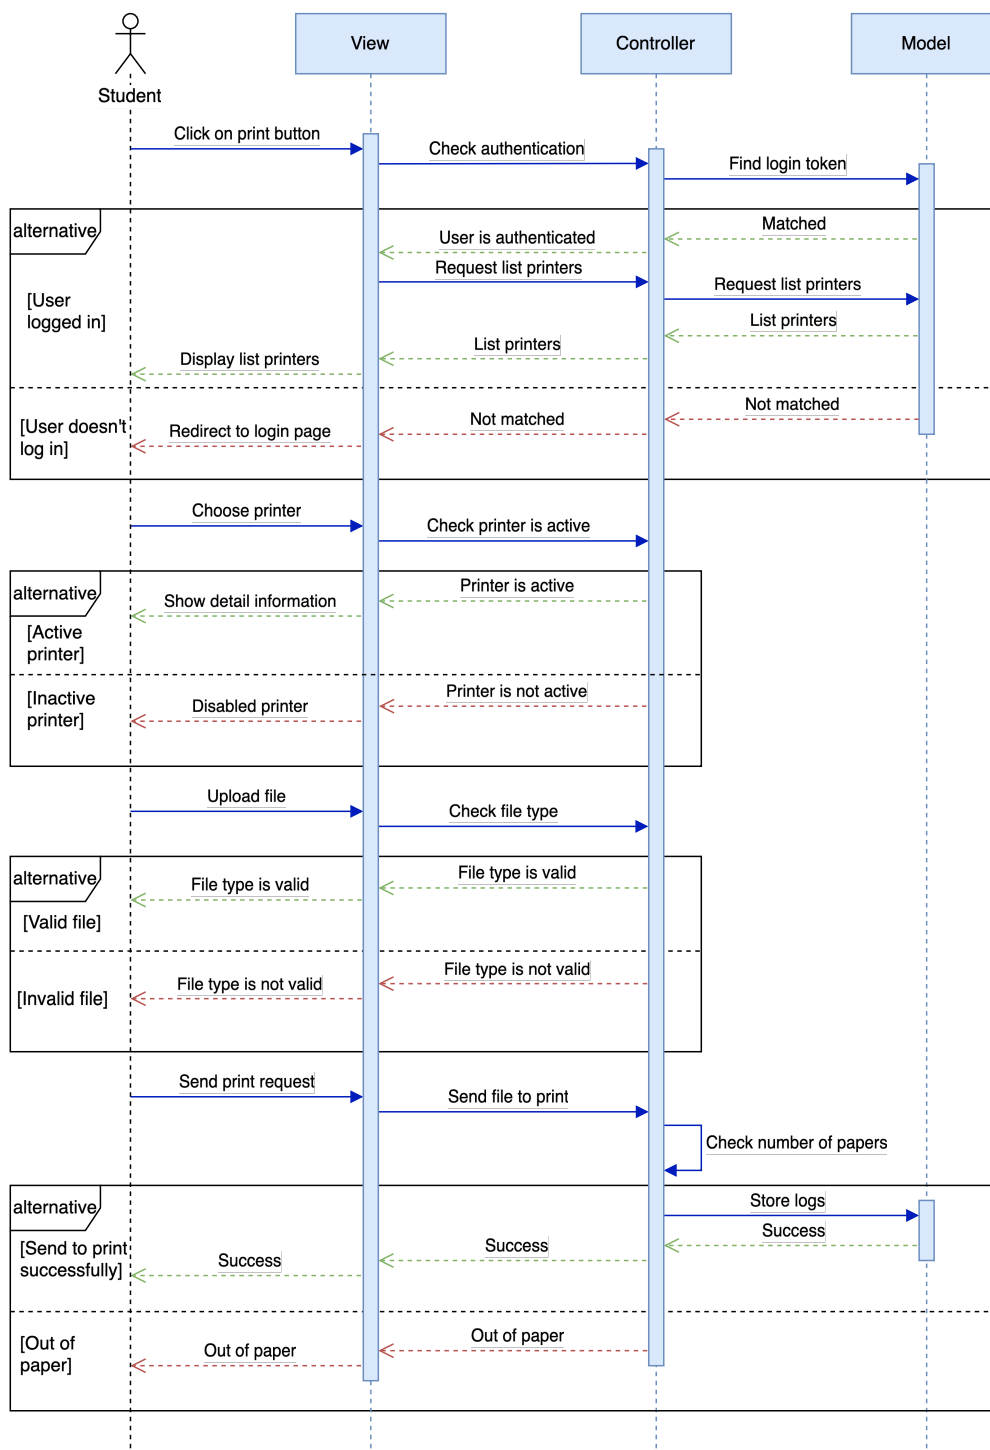 View
Controller
Model
Student
Click on print button
Check authentication
Find login token
alternative
Matched
User is authenticated
Request list printers
[User
logged in]
Request list printers
List printers
List printers
Display list printers
Not matched
[User doesn't
log in]
Not matched
Redirect to login page
Choose printer
Check printer is active
alternative
Printer is active
Show detail information
[Active
printer]
[Inactive
printer]
Printer is not active
Disabled printer
Upload file
Check file type
alternative
File type is valid
File type is valid
[Valid file]
File type is not valid
File type is not valid
[Invalid file]
Send print request
Send file to print
Check number of papers
alternative
Store logs
Success
[Send to print
successfully]
Success
Success
[Out of
paper]
Out of paper
Out of paper